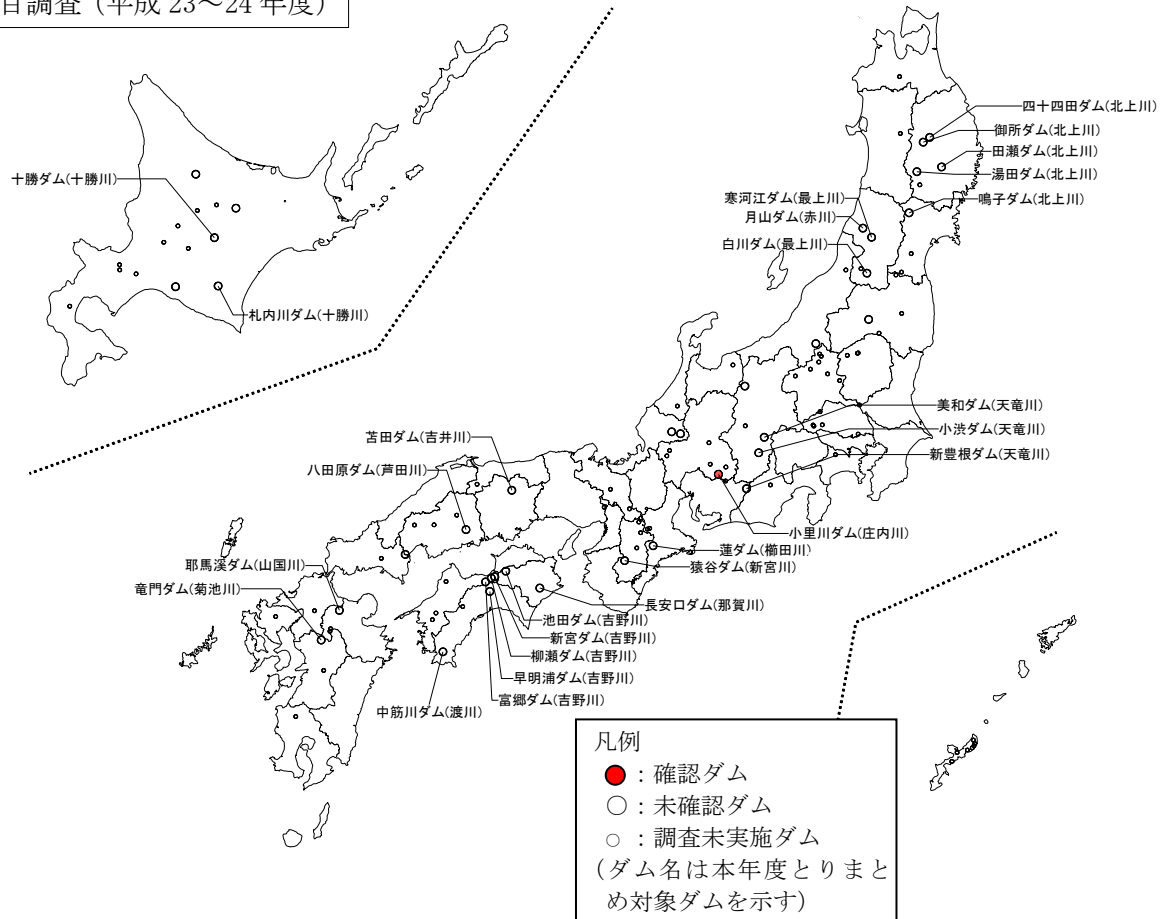 百調査（平成 23～24 年度）
四十四田ダム(北上川)
御所ダム(北上川)
田瀬ダム(北上川)
湯田ダム(北上川)
鳴子ダム(北上川)
十勝ダム(十勝川)
寒河江ダム(最上川)
月山ダム(赤川)
白川ダム(最上川)
札内川ダム(十勝川)
美和ダム(天竜川)
小渋ダム(天竜川)
新豊根ダム(天竜川)
苫田ダム(吉井川)
八田原ダム(芦田川)
小里川ダム(庄内川)
蓮ダム(櫛田川)
猿谷ダム(新宮川)
耶馬溪ダム(山国川)
竜門ダム(菊池川)
長安口ダム(那賀川)
池田ダム(吉野川)
新宮ダム(吉野川)
柳瀬ダム(吉野川)
早明浦ダム(吉野川)
富郷ダム(吉野川)
中筋川ダム(渡川)
凡例
：確認ダム
：未確認ダム
：調査未実施ダム
(ダム名は本年度とりまと
め対象ダムを示す)